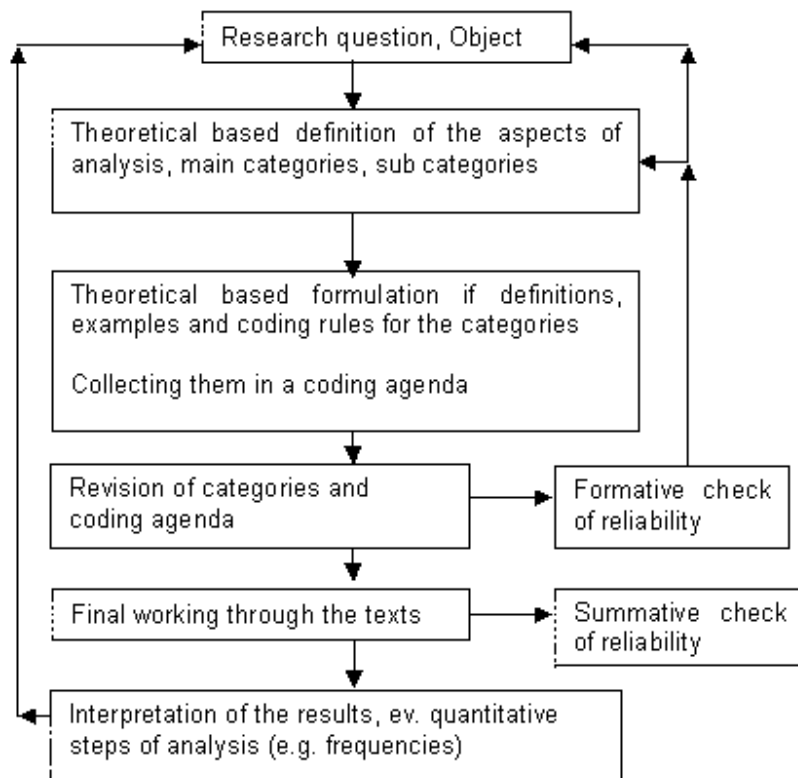 Research question, Object
Theoretical based definition of the aspects of
analysis, main categories, sub categories
Theoretical based formulation if definitions,
examples and coding rules for the categories
Collecting them in a coding agenda
Revision of categories and
coding agenda
Formative check
of reliability
Final working through the texts
Summative check
of reliability
Interpretation of the results, ev. quantitative
steps of analysis (e.g. frequencies)